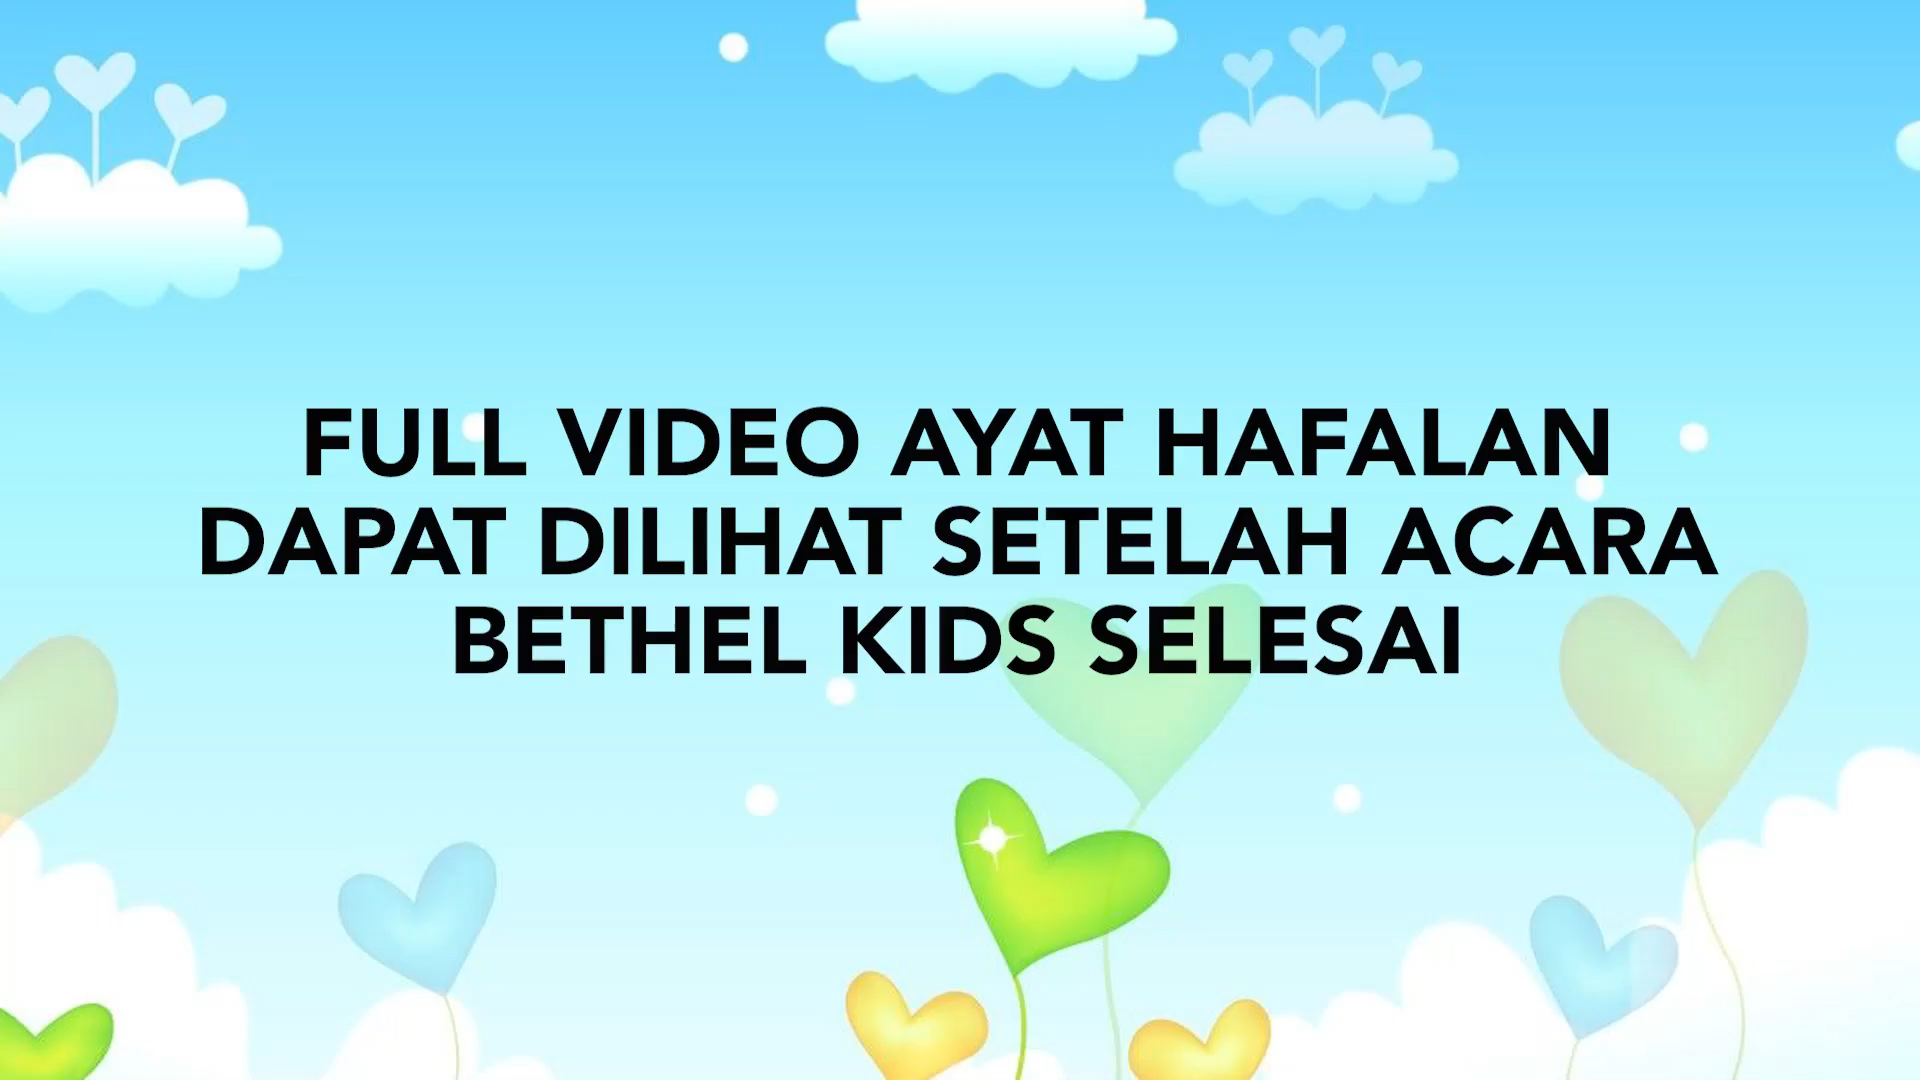 FULL VIDEO AYAT HAFALAN
DAPAT DILIHAT SETELAH ACARA
BETHEL KIDS SELESAI